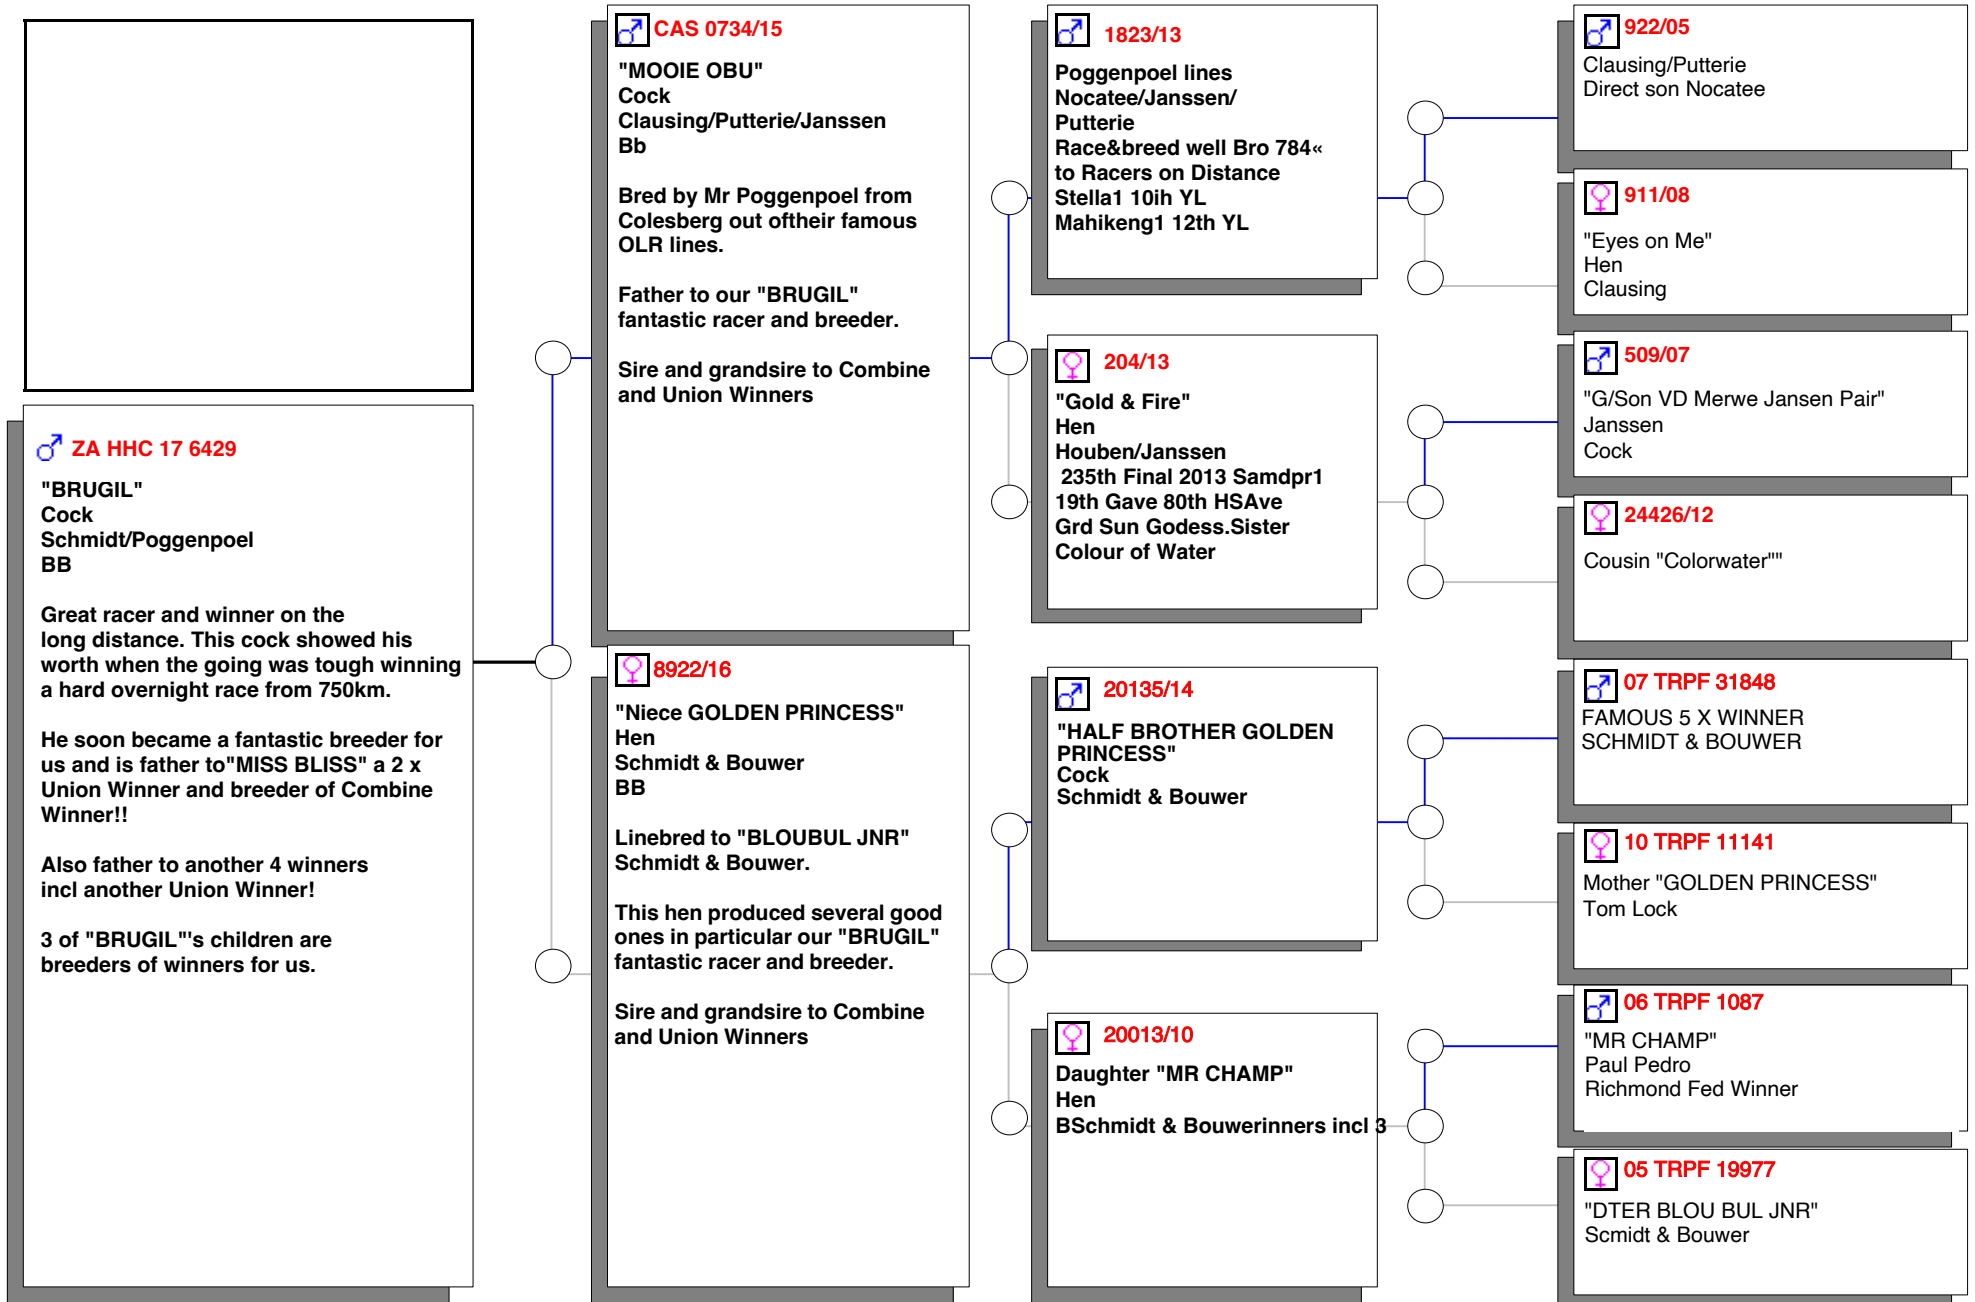 ZA HHC 17 6429
"BRUGIL"
Cock
Schmidt/Poggenpoel
BB
Great racer and winner on the
long distance. This cock showed his
worth when the going was tough winning
a hard overnight race from 750km.
He soon became a fantastic breeder for
us and is father to"MISS BLISS" a 2 x
Union Winner and breeder of Combine
Winner!!
Also father to another 4 winners
incl another Union Winner!
3 of "BRUGIL"'s children are
breeders of winners for us.
CAS 0734/15
"MOOIE OBU"
Cock
Clausing/Putterie/Janssen
Bb
Bred by Mr Poggenpoel from
Colesberg out oftheir famous
OLR lines.
Father to our "BRUGIL"
fantastic racer and breeder.
Sire and grandsire to Combine
and Union Winners
8922/16
"Niece GOLDEN PRINCESS"
Hen
Schmidt & Bouwer
BB
Linebred to "BLOUBUL JNR"
Schmidt & Bouwer.
This hen produced several good
ones in particular our "BRUGIL"
fantastic racer and breeder.
Sire and grandsire to Combine
and Union Winners
1823/13
Poggenpoel lines
Nocatee/Janssen/
Putterie
Race&breed well Bro 784«
to Racers on Distance
Stella1 10ih YL
Mahikeng1 12th YL
204/13
"Gold & Fire"
Hen
Houben/Janssen
235th Final 2013 Samdpr1
19th Gave 80th HSAve
Grd Sun Godess.Sister
Colour of Water
20135/14
"HALF BROTHER GOLDEN
PRINCESS"
Cock
Schmidt & Bouwer
20013/10
Daughter "MR CHAMP"
Hen
BSchmidt & Bouwerinners incl 3
922/05
Clausing/Putterie
Direct son Nocatee
911/08
"Eyes on Me"
Hen
Clausing
509/07
"G/Son VD Merwe Jansen Pair"
Janssen
Cock
24426/12
Cousin "Colorwater""
07 TRPF 31848
FAMOUS 5 X WINNER
SCHMIDT & BOUWER
10 TRPF 11141
Mother "GOLDEN PRINCESS"
Tom Lock
06 TRPF 1087
"MR CHAMP"
Paul Pedro
Richmond Fed Winner
05 TRPF 19977
"DTER BLOU BUL JNR"
Scmidt & Bouwer